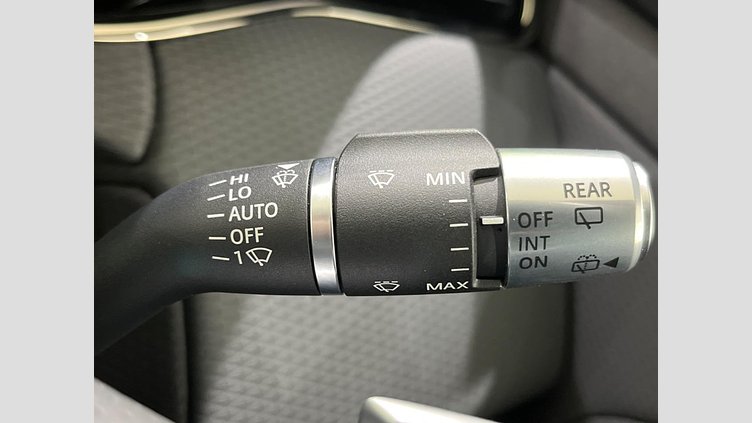 HI
LO
AUTO
OFF
1
MIN
MAX
REAR
OFF
INT
ON